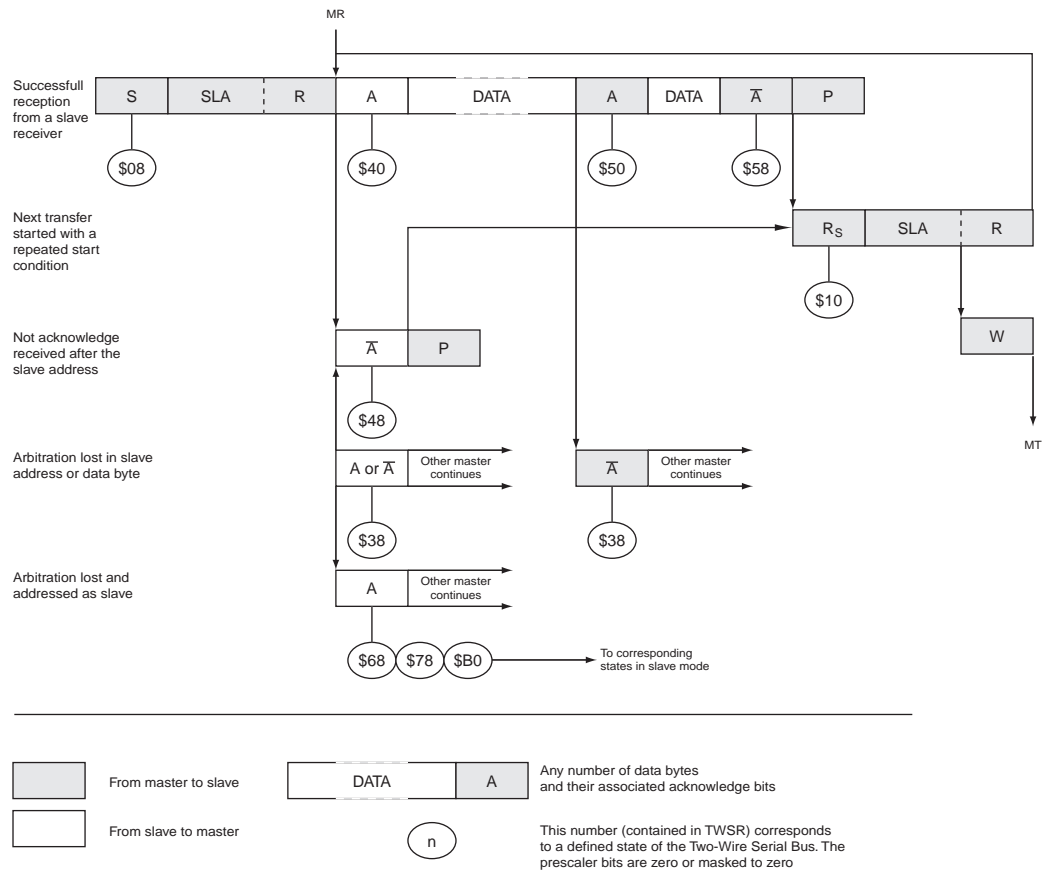 MR
Successfull
reception
from a slave
receiver
S SLA R A DATA A DATA A̅ P
$08 $40 $50 $58
Next transfer
started with a
repeated start
condition
RS SLA R
$10
Not acknowledge
received after the
slave address
A̅ P
W
$48
MT
Arbitration lost in slave
address or data byte
A or A̅
Other master
continues
A̅
Other master
continues
$38 $38
Arbitration lost and
addressed as slave
A
Other master
continues
$68 $78 $B0
To corresponding
states in slave mode
From master to slave
DATA A
Any number of data bytes
and their associated acknowledge bits
From slave to master
n
This number (contained in TWSR) corresponds
to a defined state of the Two-Wire Serial Bus. The
prescaler bits are zero or masked to zero